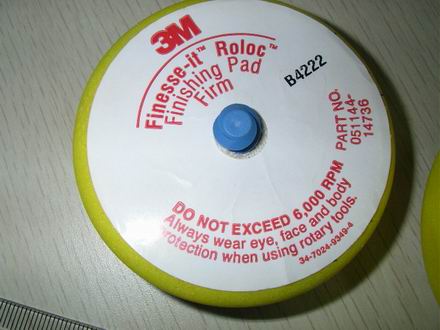 3M
Finesse-it™ Roloc™
Finishing Pad
Firm
B4222
PART NO.
051144-
14736
DO NOT EXCEED 6,000 RPM
Always wear eye, face and body
protection when using rotary tools.
34-7024-9349-4